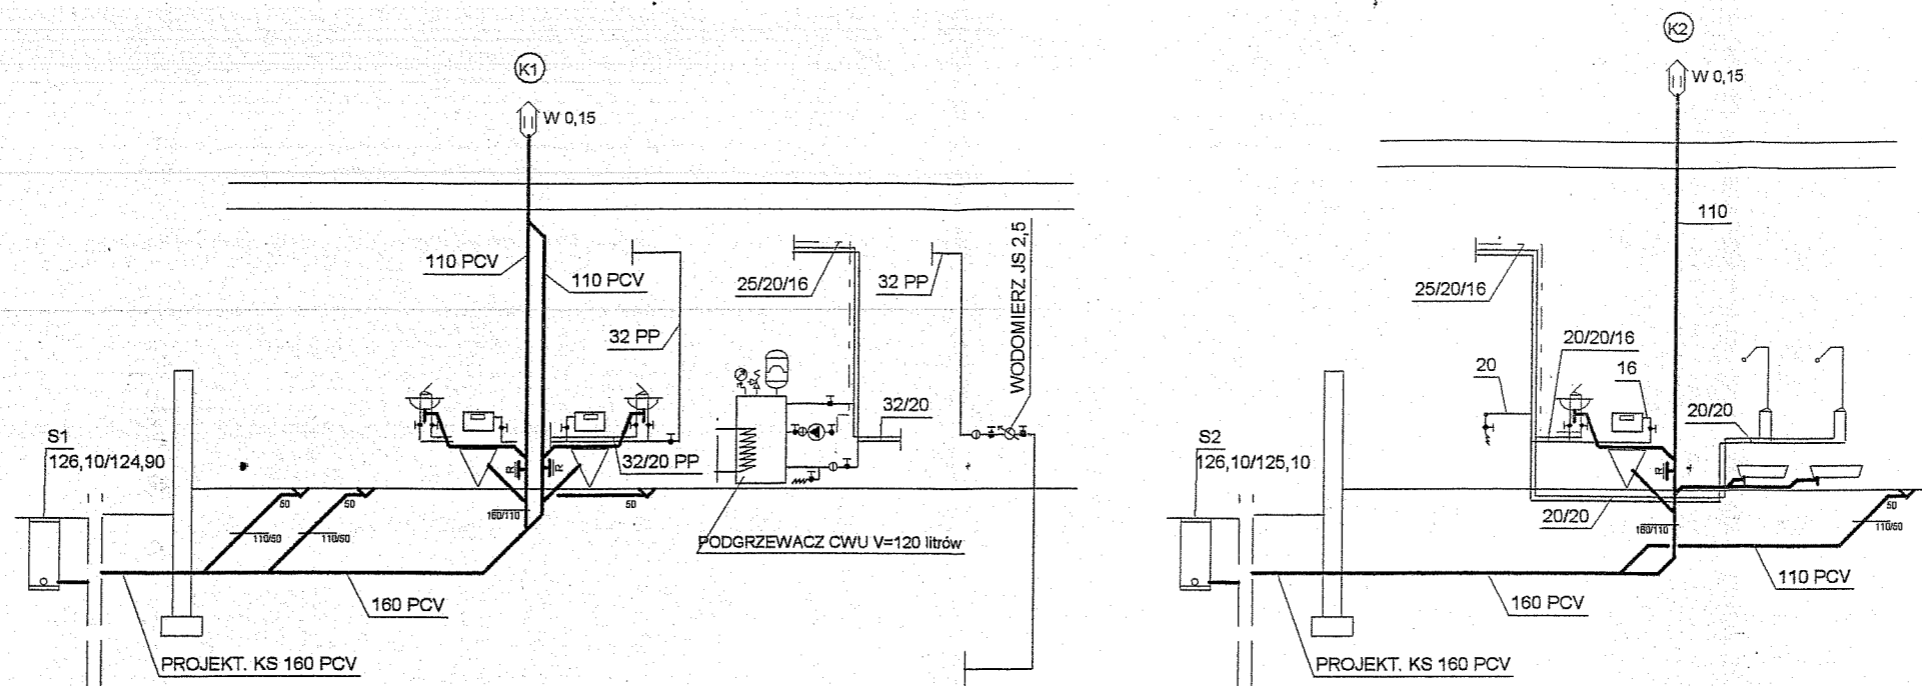 K1
W 0,15
110 PCV
110 PCV
32 PP
25/20/16
32 PP
WODOMIERZ JS 2,5
32/20
32/20 PP
S1
126,10/124,90
R
R
50
50
50
110/50
110/50
160/110
PODGRZEWACZ CWU V=120 litrów
160 PCV
PROJEKT. KS 160 PCV
K2
W 0,15
110
25/20/16
20/20/16
20
16
20/20
S2
126,10/125,10
R
20/20
160/110
50
110/50
110 PCV
160 PCV
PROJEKT. KS 160 PCV